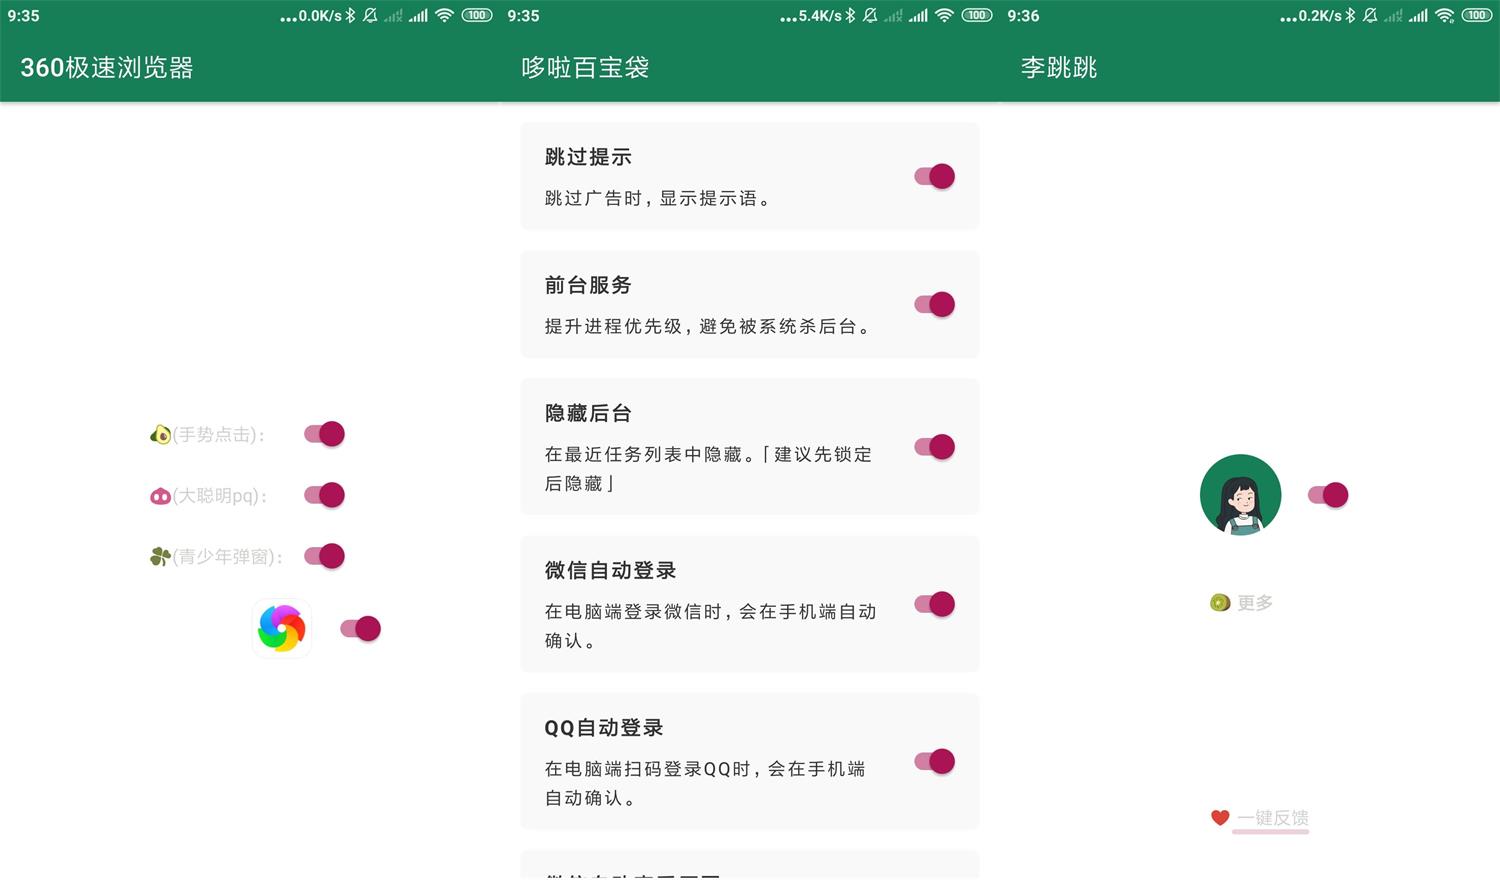 9:35
...0.0K/s
100
360极速浏览器
(手势点击):
(大聪明pq):
(青少年弹窗):
9:35
...5.4K/s
100
哆啦百宝袋
跳过提示
跳过广告时,显示提示语。
前台服务
提升进程优先级,避免被系统杀后台。
隐藏后台
在最近任务列表中隐藏。「建议先锁定
后隐藏」
微信自动登录
在电脑端登录微信时,会在手机端自动
确认。
QQ自动登录
在电脑端扫码登录QQ时,会在手机端
自动确认。
9:36
...0.2K/s
100
李跳跳
更多
一键反馈